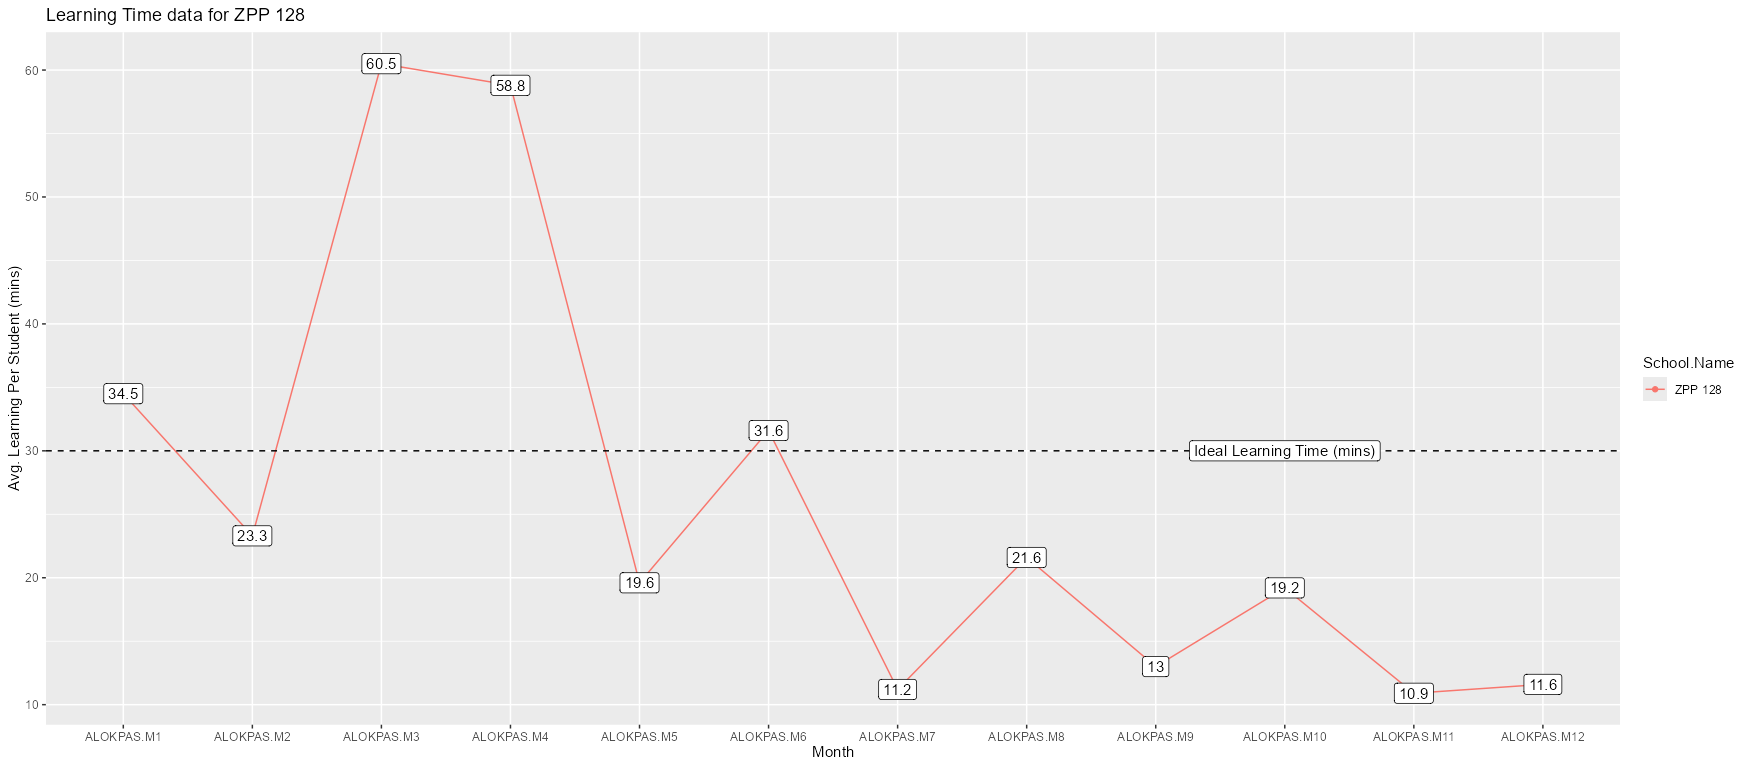 Learning Time data for ZPP 128
60
50
40
30
20
10
Avg. Learning Per Student (mins)
34.5
23.3
60.5
58.8
19.6
31.6
11.2
21.6
13
19.2
10.9
11.6
Ideal Learning Time (mins)
ALOKPAS.M1
ALOKPAS.M2
ALOKPAS.M3
ALOKPAS.M4
ALOKPAS.M5
ALOKPAS.M6
ALOKPAS.M7
ALOKPAS.M8
ALOKPAS.M9
ALOKPAS.M10
ALOKPAS.M11
ALOKPAS.M12
Month
School.Name
ZPP 128